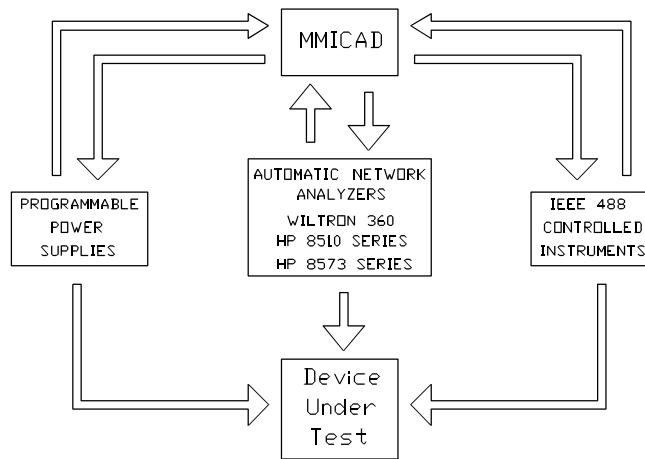 MMICAD
AUTOMATIC NETWORK
ANALYZERS
WILTRON 360
HP 8510 SERIES
HP 8573 SERIES
PROGRAMMABLE
POWER
SUPPLIES
IEEE 488
CONTROLLED
INSTRUMENTS
Device
Under
Test